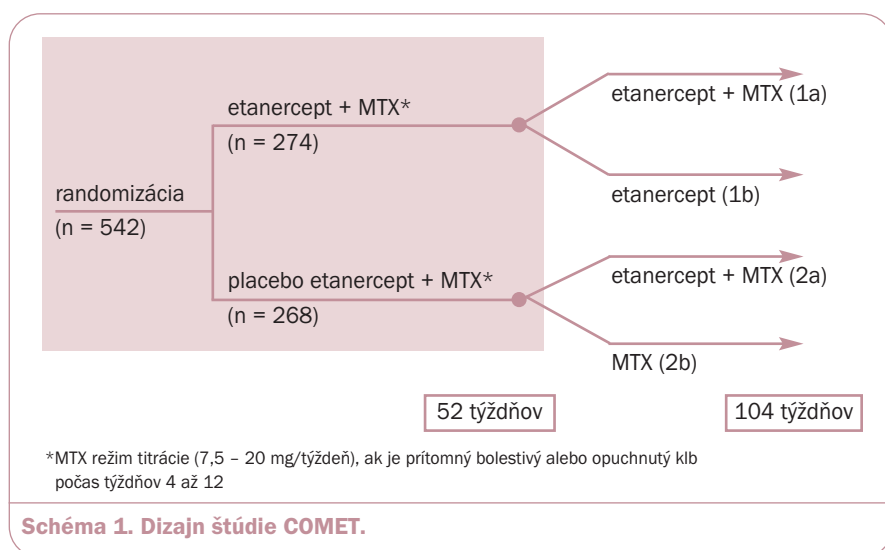 randomizácia
(n = 542)
etanercept + MTX*
(n = 274)
placebo etanercept + MTX*
(n = 268)
etanercept + MTX (1a)
etanercept (1b)
etanercept + MTX (2a)
MTX (2b)
52 týždňov
104 týždňov
*MTX režim titrácie (7,5 – 20 mg/týždeň), ak je prítomný bolestivý alebo opuchnutý klb
počas týždňov 4 až 12
Schéma 1. Dizajn štúdie COMET.